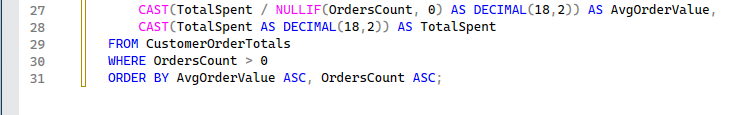 27 CAST(TotalSpent / NULLIF(OrdersCount, 0) AS DECIMAL(18,2)) AS AvgOrderValue,
28 CAST(TotalSpent AS DECIMAL(18,2)) AS TotalSpent
29 FROM CustomerOrderTotals
30 WHERE OrdersCount > 0
31 ORDER BY AvgOrderValue ASC, OrdersCount ASC;